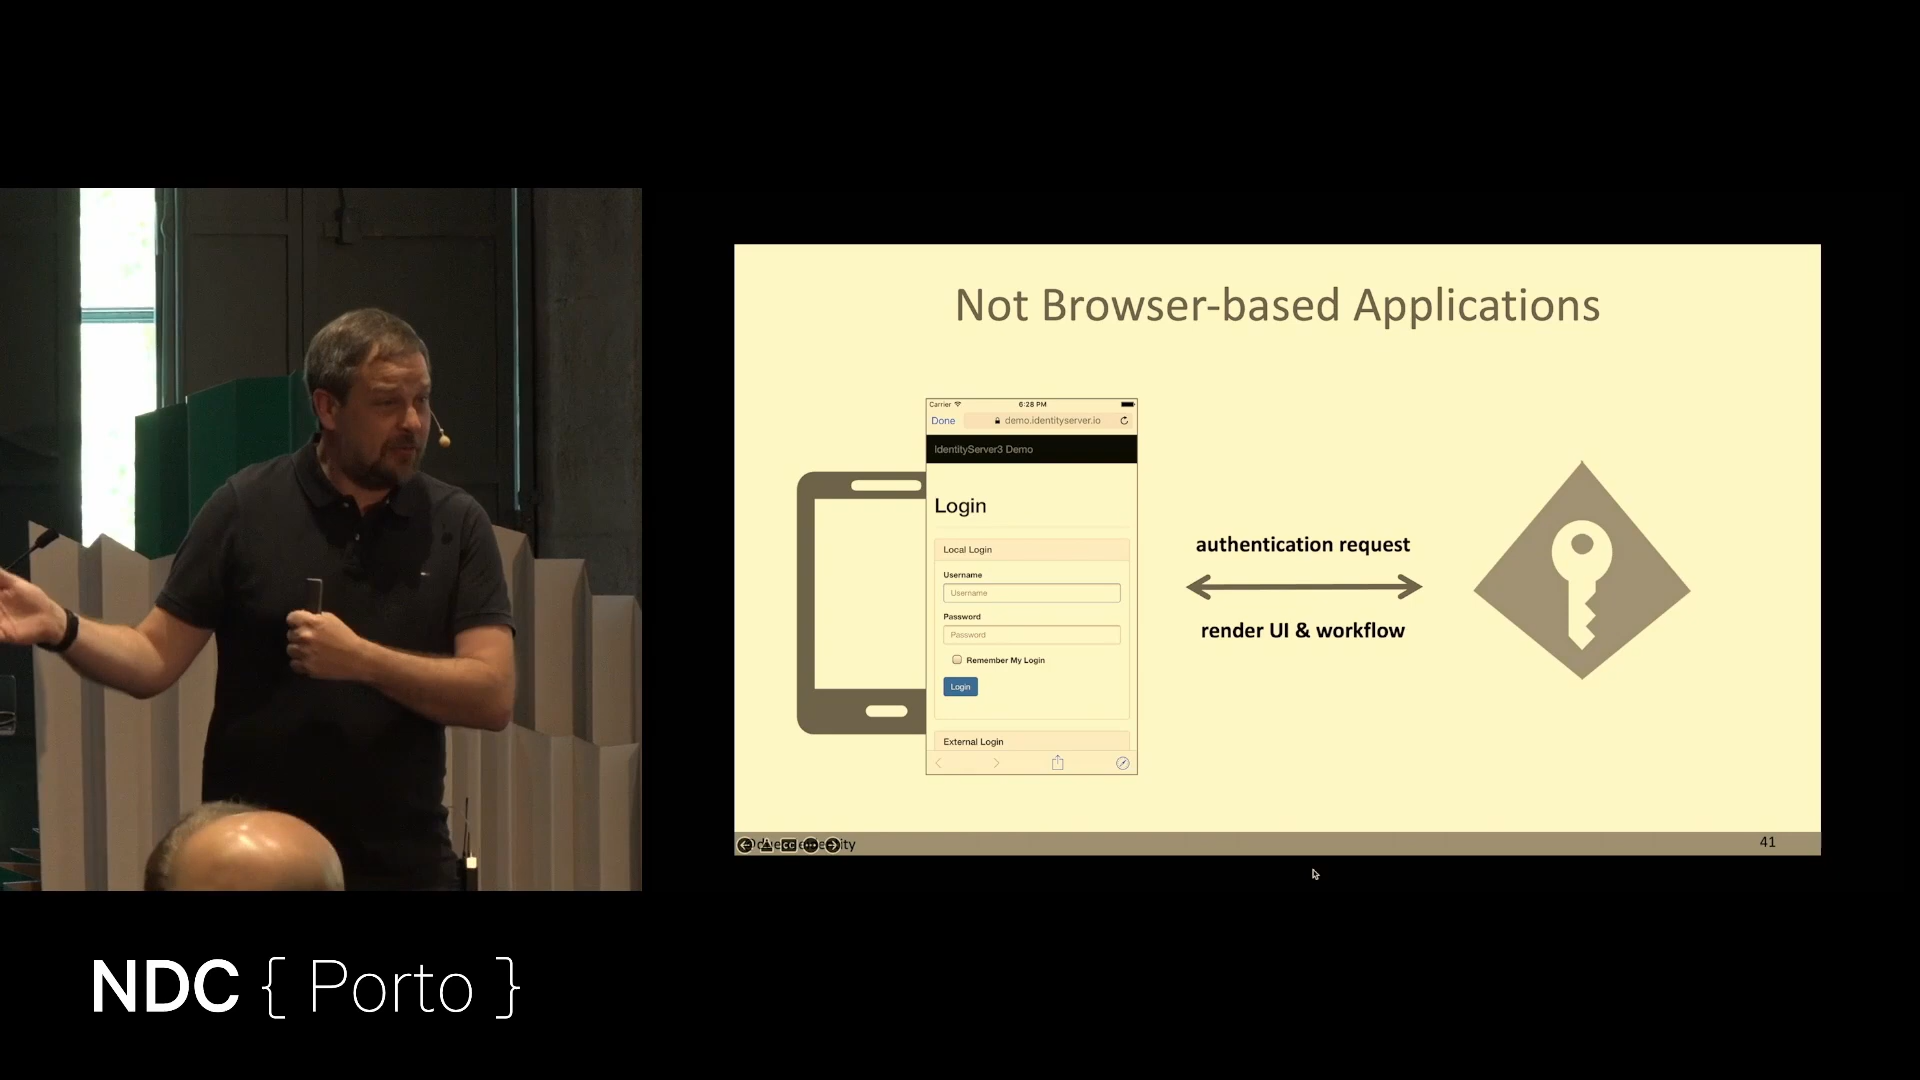 Not Browser-based Applications
Carrier 6:28 PM
Done demo.identityserver.io
IdentityServer3 Demo
Login
Local Login
Username
Username
Password
Password
Remember My Login
Login
External Login
authentication request
render UI & workflow
41
NDC { Porto }